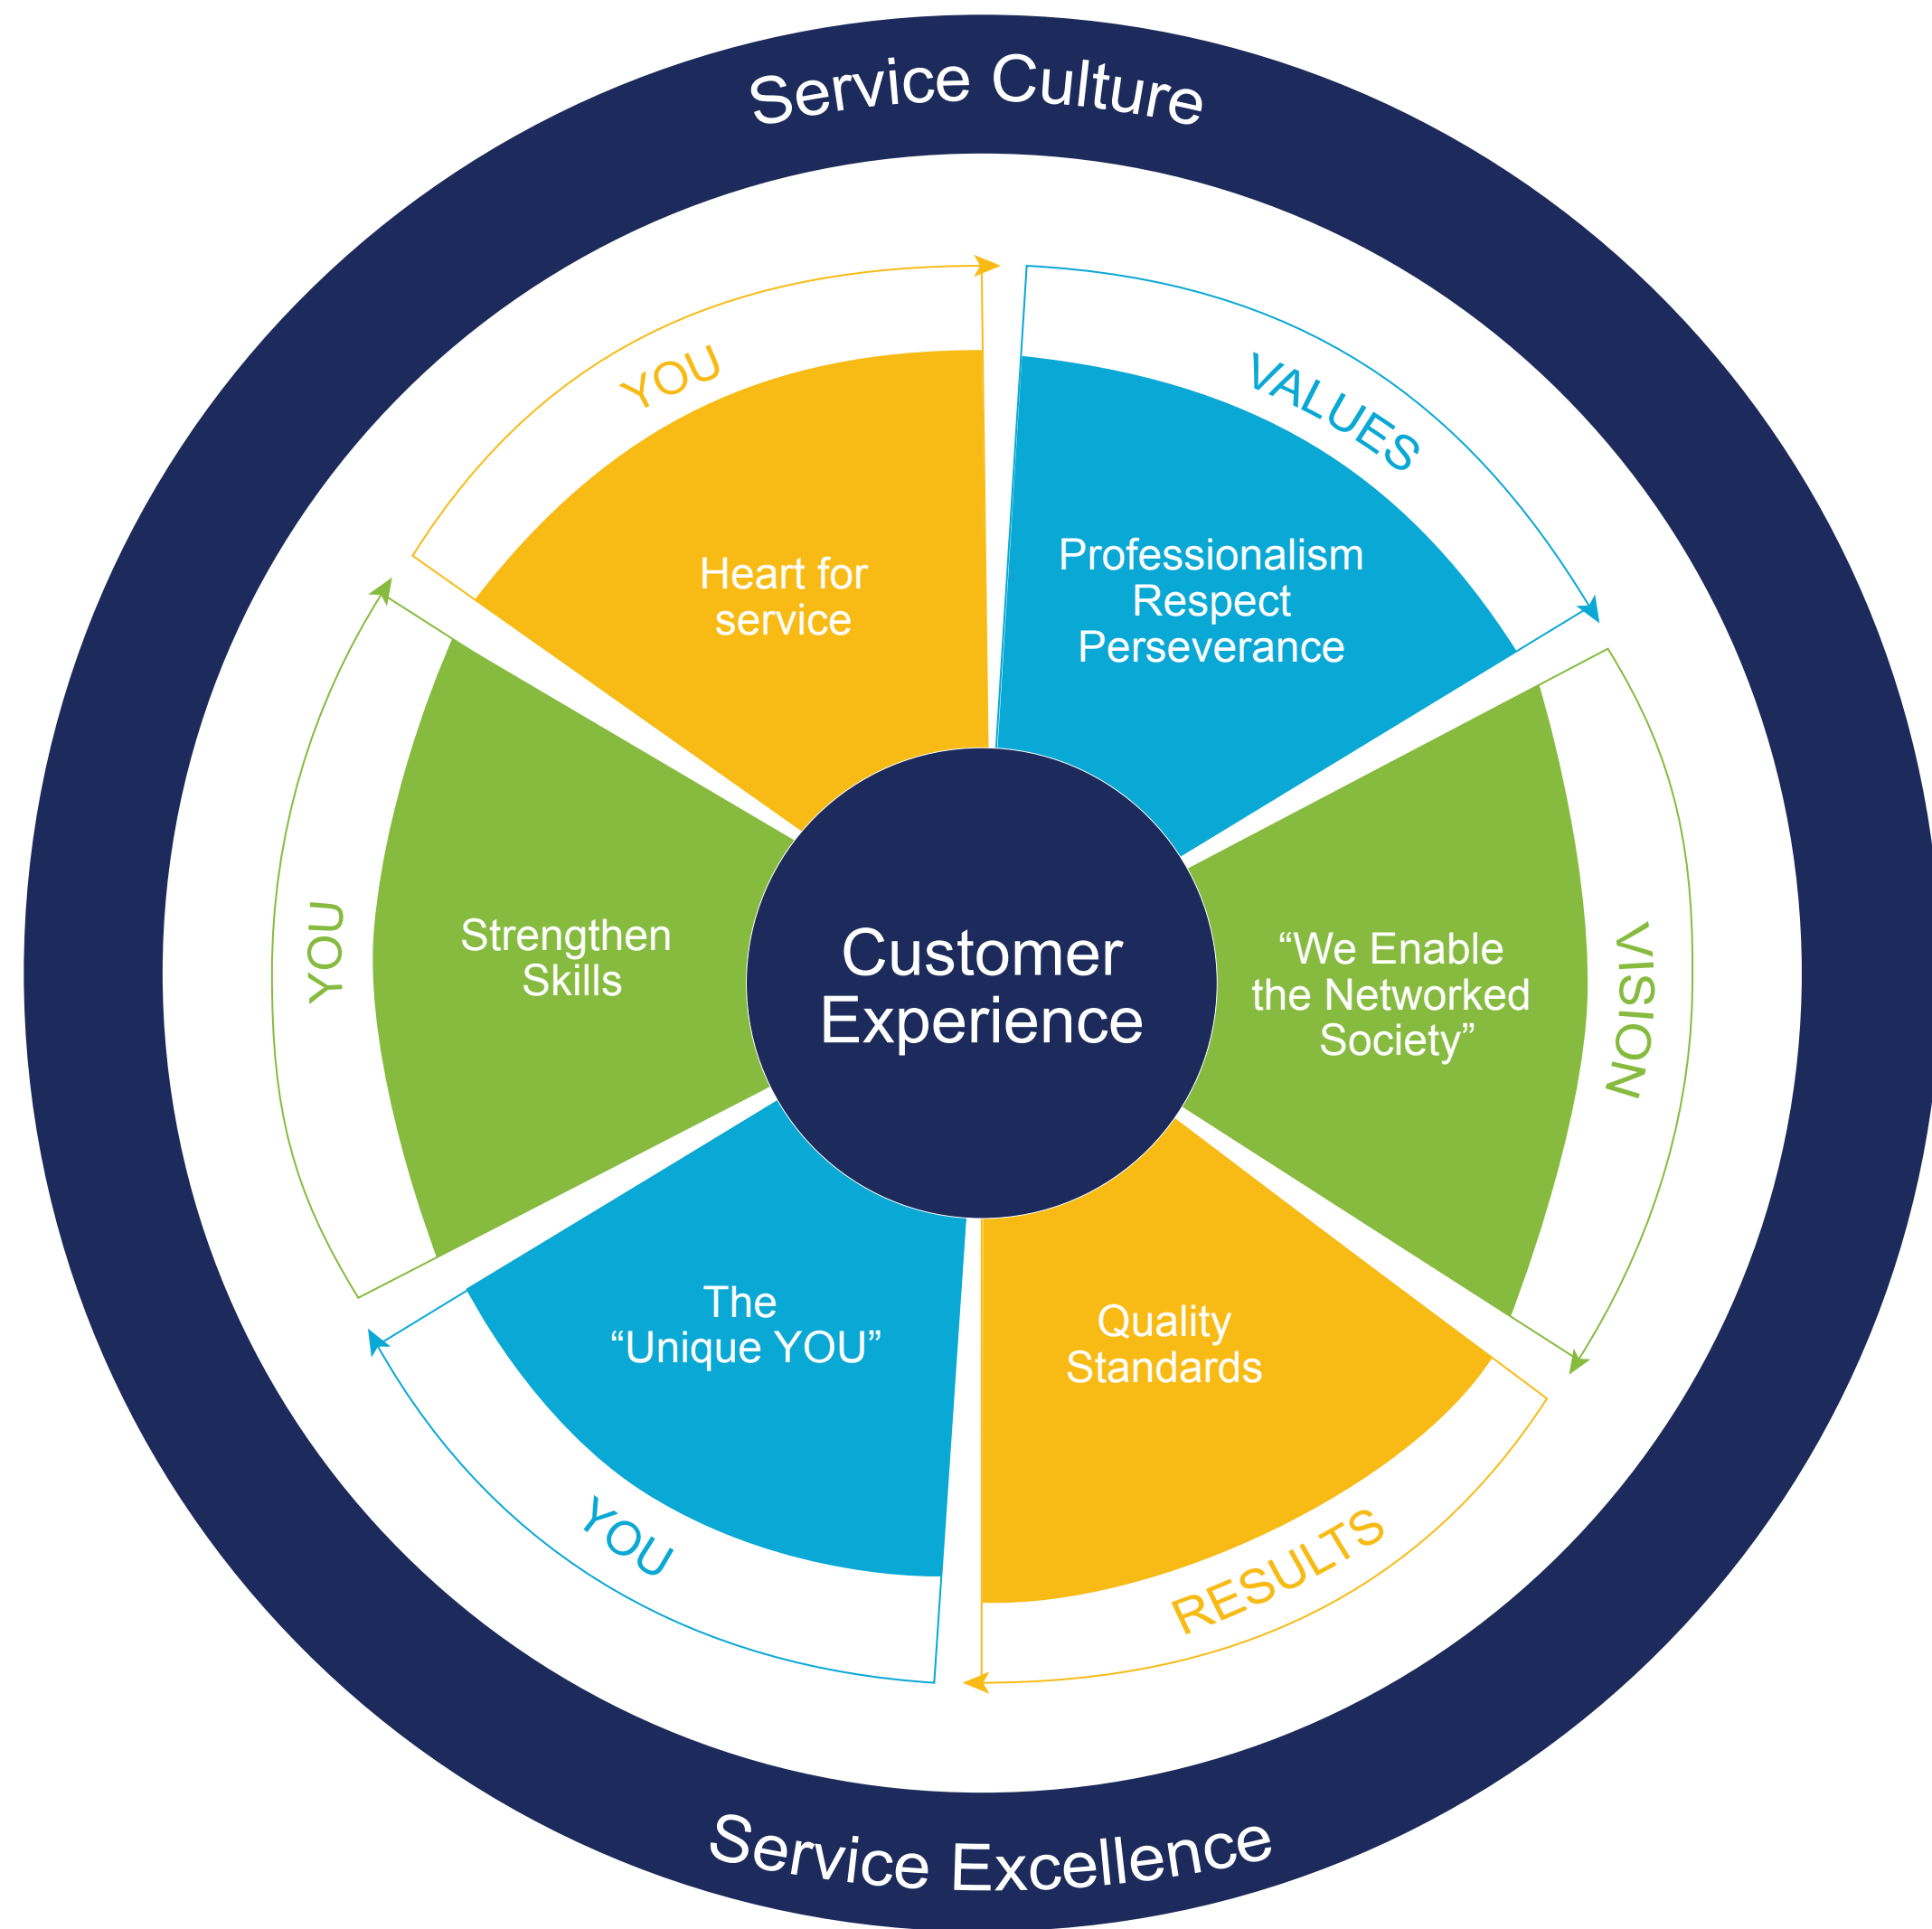 Service Culture
YOU
VALUES
Heart for
service
Professionalism
Respect
Perseverance
YOU
Strengthen
Skills
Customer
Experience
“We Enable
the Networked
Society”
VISION
The
“Unique YOU”
Quality
Standards
YOU
RESULTS
Service Excellence